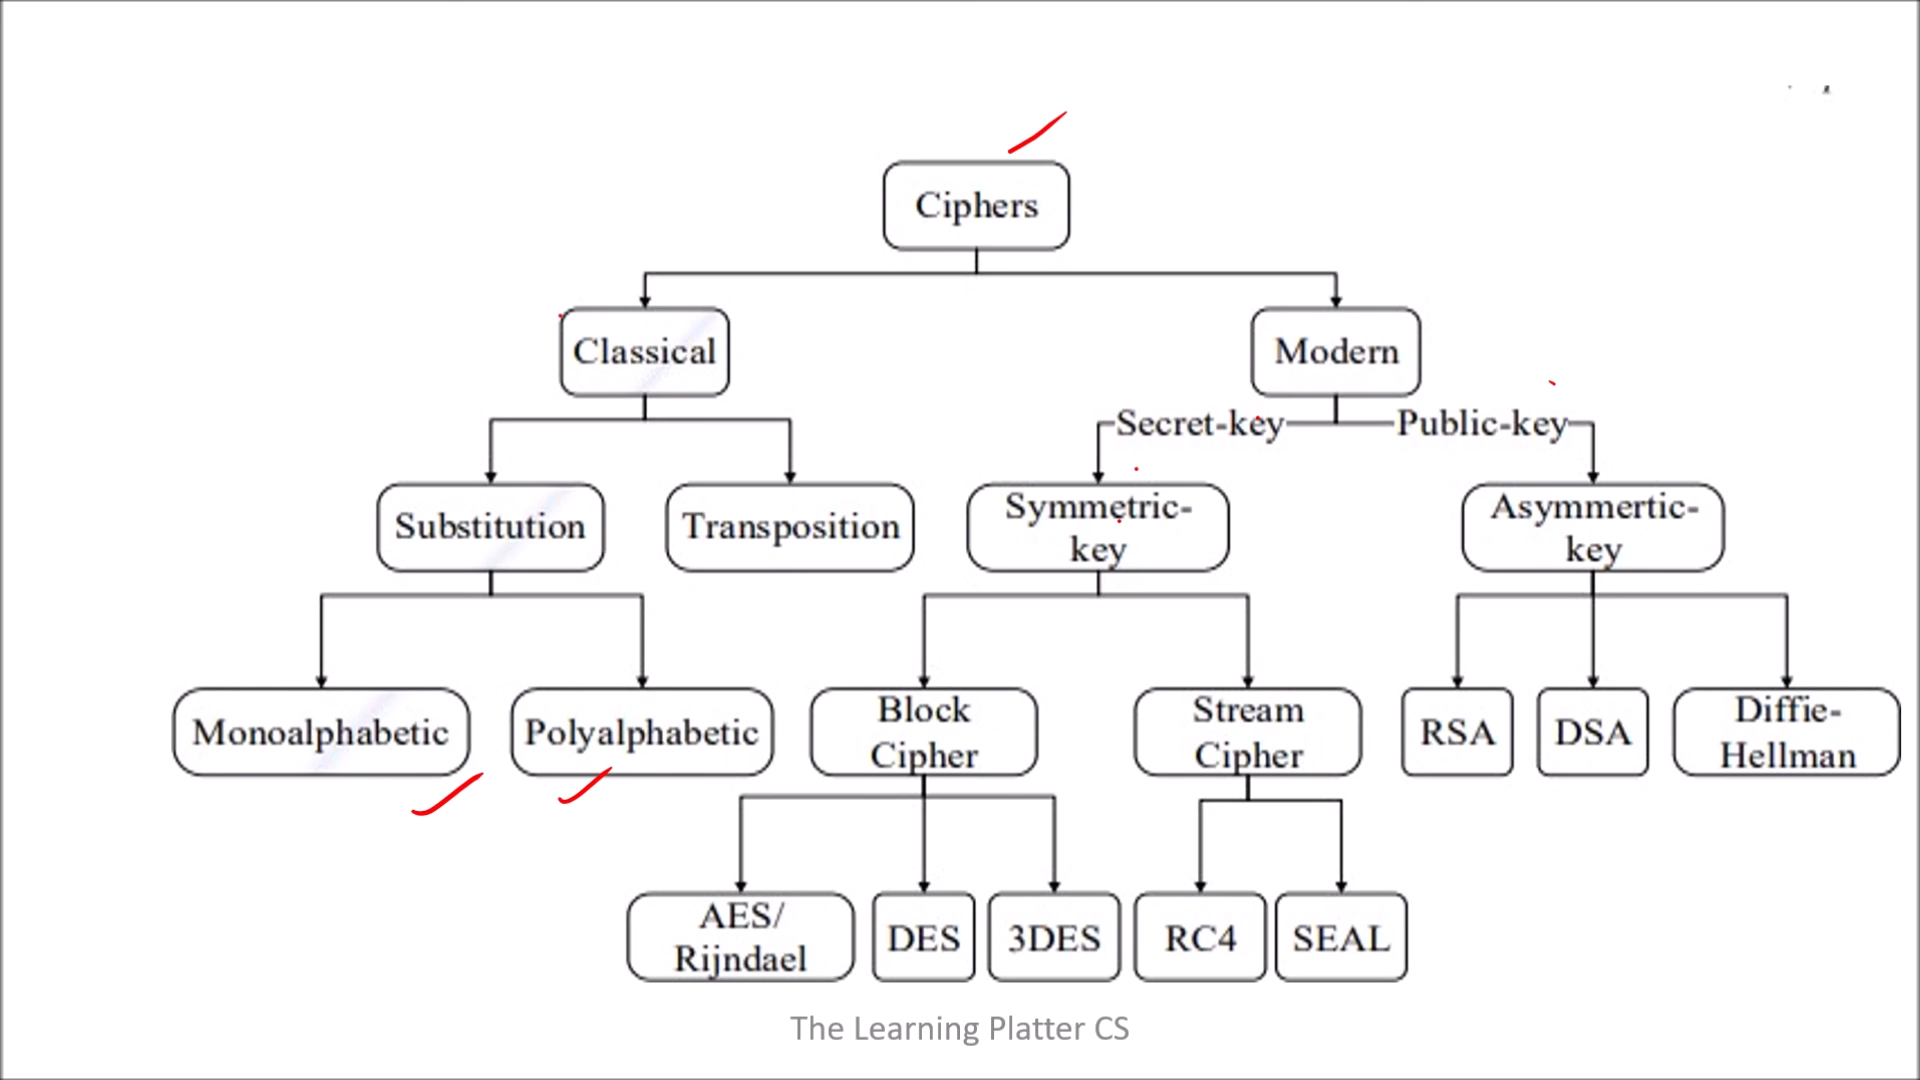 Ciphers
Classical
Modern
Secret-key
Public-key
Substitution
Transposition
Symmetric-
key
Asymmertic-
key
Monoalphabetic
Polyalphabetic
Block
Cipher
Stream
Cipher
RSA
DSA
Diffie-
Hellman
AES/
Rijndael
DES
3DES
RC4
SEAL
The Learning Platter CS